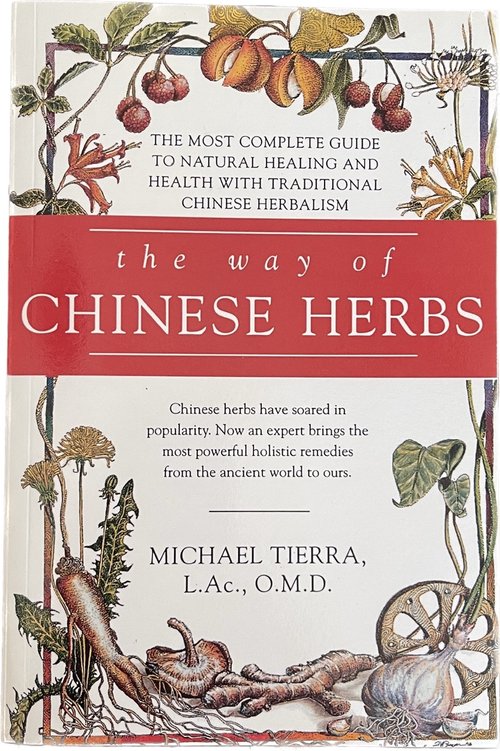 THE MOST COMPLETE GUIDE
TO NATURAL HEALING AND
HEALTH WITH TRADITIONAL
CHINESE HERBALISM
the way of
CHINESE HERBS
Chinese herbs have soared in
popularity. Now an expert brings the
most powerful holistic remedies
from the ancient world to ours.
MICHAEL TIERRA,
L.Ac., O.M.D.